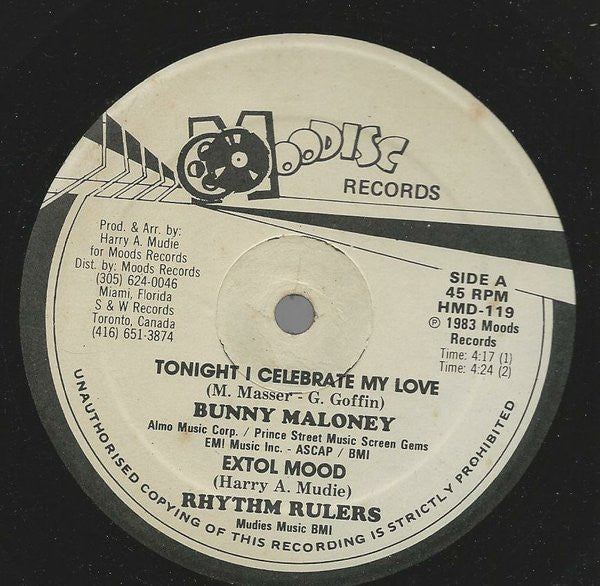 MOODISC
RECORDS
Prod. & Arr. by:
Harry A. Mudie
for Moods Records
Dist. by: Moods Records
(305) 624-0046
Miami, Florida
S & W Records
Toronto, Canada
(416) 651-3874
SIDE A
45 RPM
HMD-119
℗ 1983 Moods
Records
Time: 4:17 (1)
Time: 4:24 (2)
TONIGHT I CELEBRATE MY LOVE
(M. Masser - G. Goffin)
BUNNY MALONEY
Almo Music Corp. / Prince Street Music Screen Gems
EMI Music Inc. - ASCAP / BMI
EXTOL MOOD
(Harry A. Mudie)
RHYTHM RULERS
Mudies Music BMI
UNAUTHORISED COPYING OF THIS RECORDING IS STRICTLY PROHIBITED